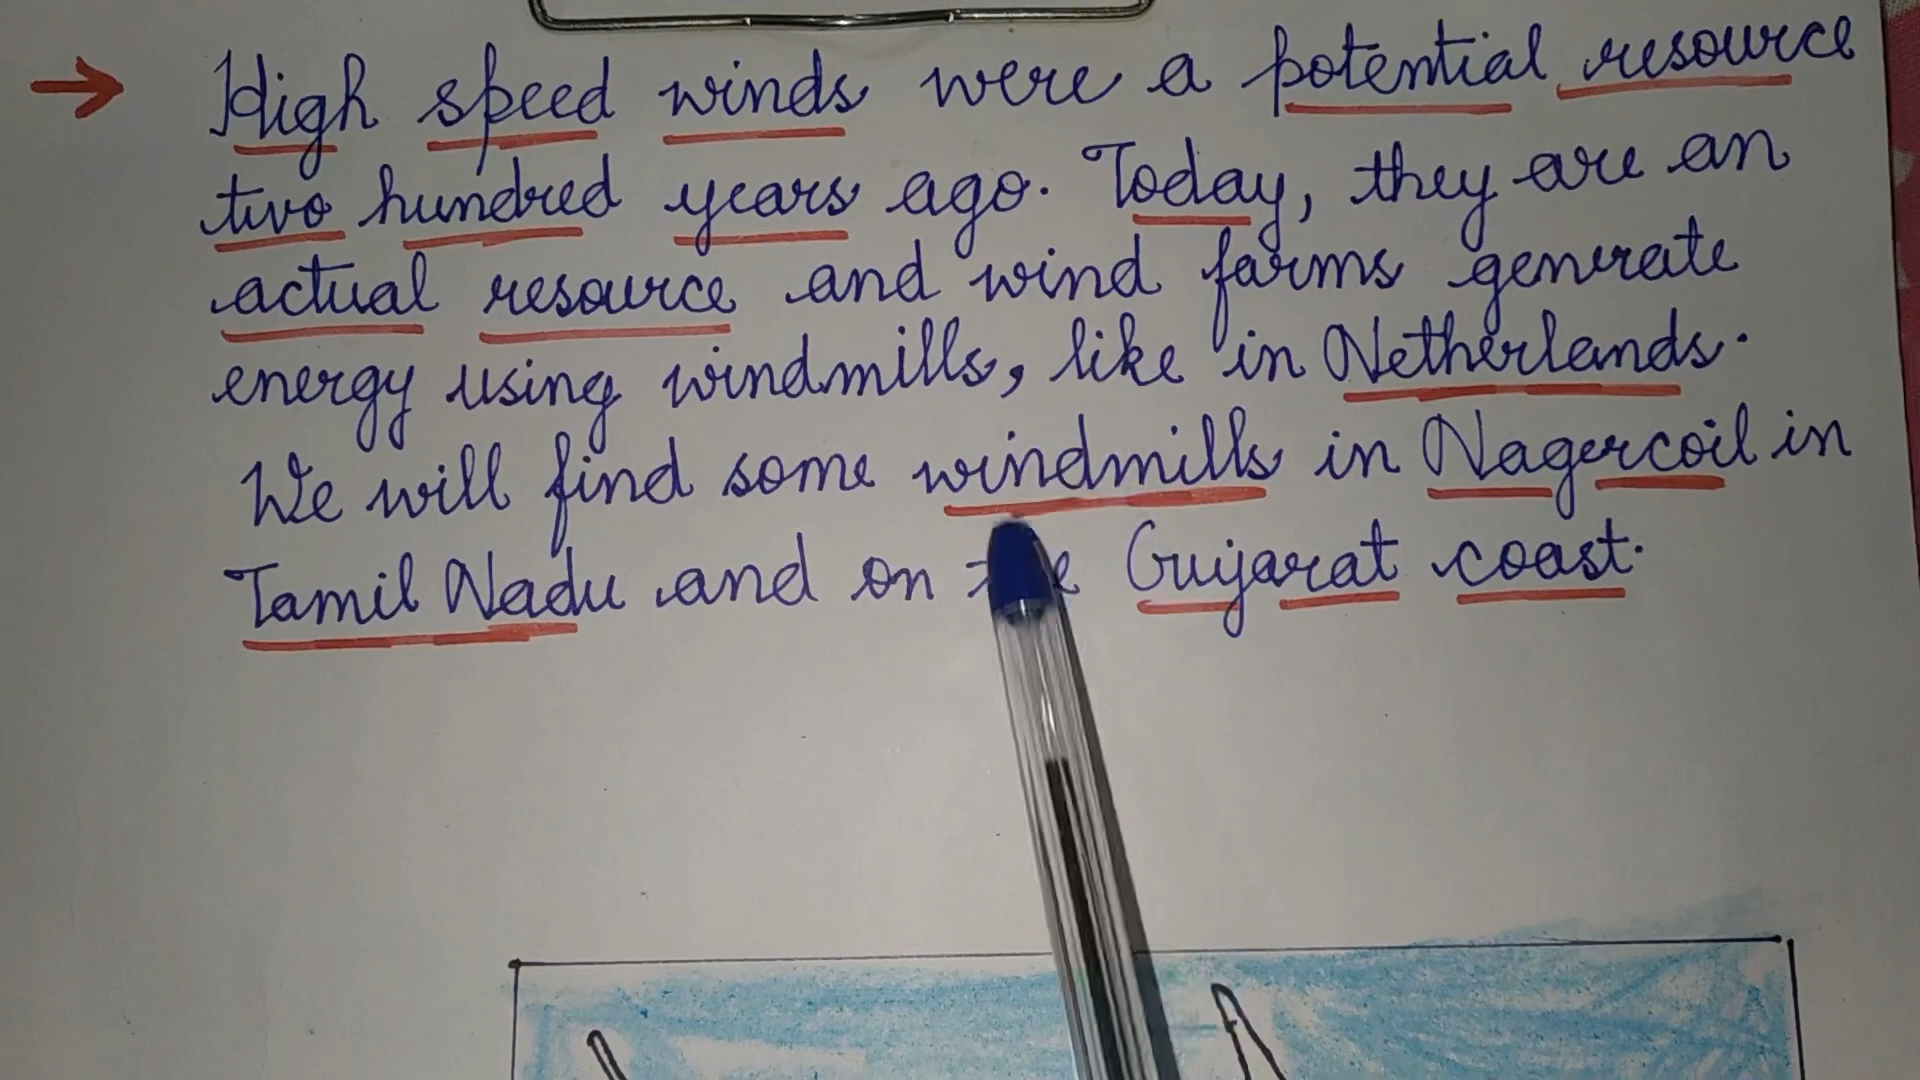 High speed winds were a potential resource
two hundred years ago. Today, they are an
actual resource and wind farms generate
energy using windmills, like in Netherlands.
We will find some windmills in Nagercoil in
Tamil Nadu and on the Gujarat coast.